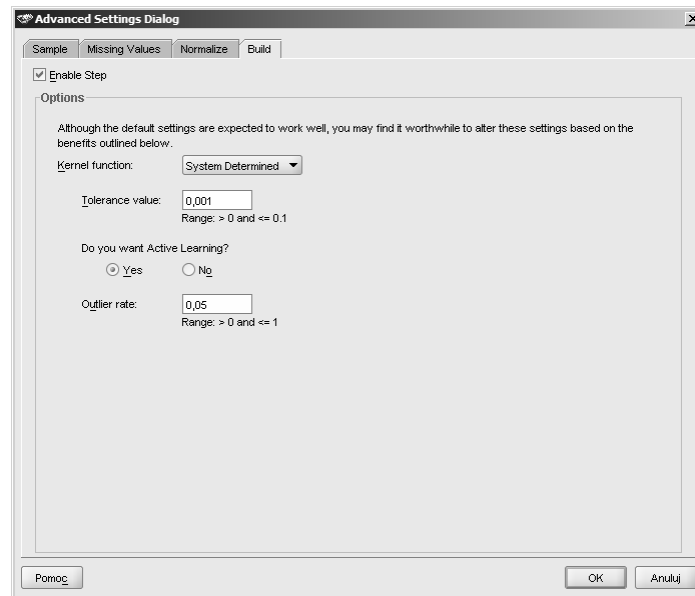 Advanced Settings Dialog
Sample Missing Values Normalize Build
Enable Step
Options
Although the default settings are expected to work well, you may find it worthwhile to alter these settings based on the
benefits outlined below.
Kernel function: System Determined
Tolerance value: 0,001
Range: > 0 and <= 0.1
Do you want Active Learning?
Yes No
Outlier rate: 0,05
Range: > 0 and <= 1
Pomoc OK Anuluj